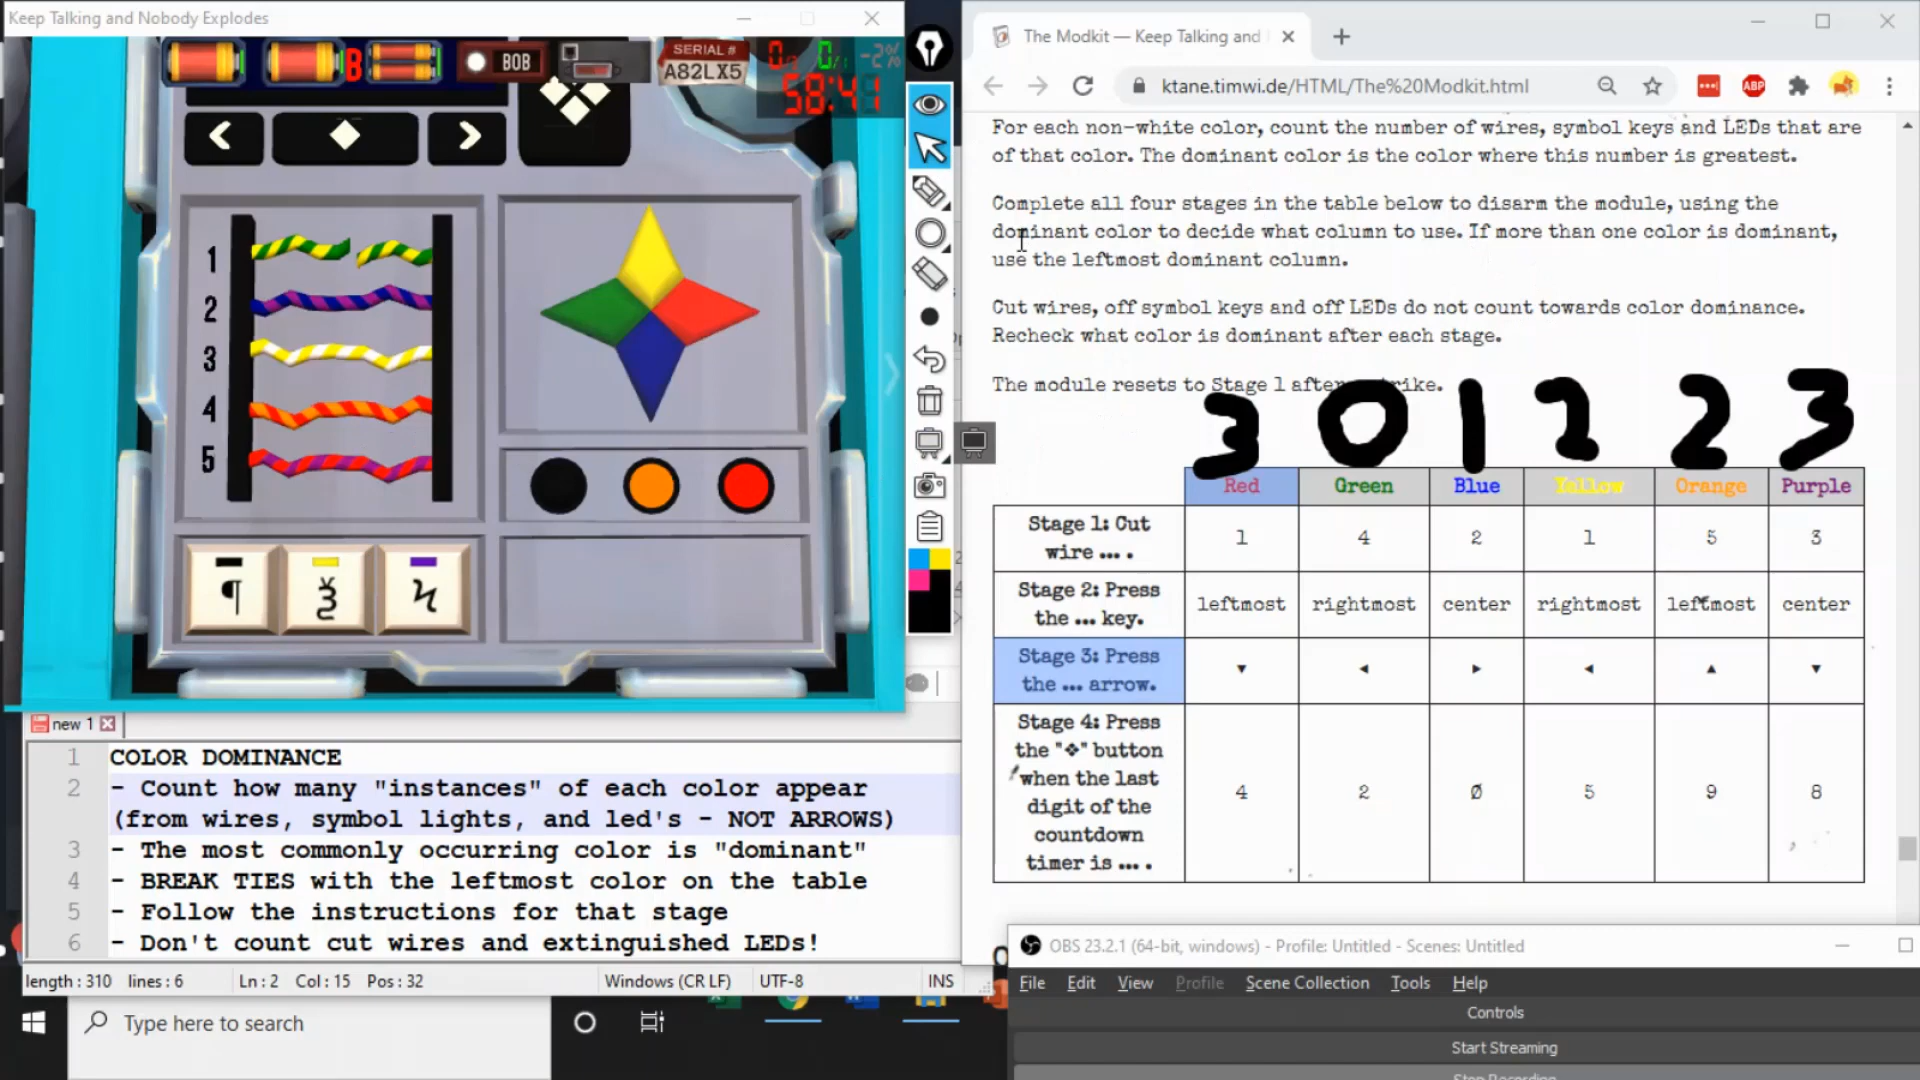 Keep Talking and Nobody Explodes
B
BOB
SERIAL #
A82LX5
58:41
1
2
3
4
5
The Modkit — Keep Talking and
ktane.timwi.de/HTML/The%20Modkit.html
ABP
For each non-white color, count the number of wires, symbol keys and LEDs that are
of that color. The dominant color is the color where this number is greatest.
Complete all four stages in the table below to disarm the module, using the
dominant color to decide what column to use. If more than one color is dominant,
use the leftmost dominant column.
Cut wires, off symbol keys and off LEDs do not count towards color dominance.
Recheck what color is dominant after each stage.
The module resets to Stage 1 after
3 0 1 2 2 3
Red Green Blue Yellow Orange Purple
Stage 1: Cut
wire ... .
1 4 2 1 5 3
Stage 2: Press
the ... key.
leftmost rightmost center rightmost leftmost center
Stage 3: Press
the ... arrow.
▼ ◄ ► ◄ ▲ ▼
Stage 4: Press
the "❖" button
when the last
digit of the
countdown
timer is ... .
4 2 Ø 5 9 8
new 1
1 COLOR DOMINANCE
2 - Count how many "instances" of each color appear
(from wires, symbol lights, and led's - NOT ARROWS)
3 - The most commonly occurring color is "dominant"
4 - BREAK TIES with the leftmost color on the table
5 - Follow the instructions for that stage
6 - Don't count cut wires and extinguished LEDs!
length : 310 lines : 6 Ln : 2 Col : 15 Pos : 32 Windows (CR LF) UTF-8 INS
Type here to search
OBS 23.2.1 (64-bit, windows) - Profile: Untitled - Scenes: Untitled
File Edit View Profile Scene Collection Tools Help
Controls
Start Streaming
Stop Recording